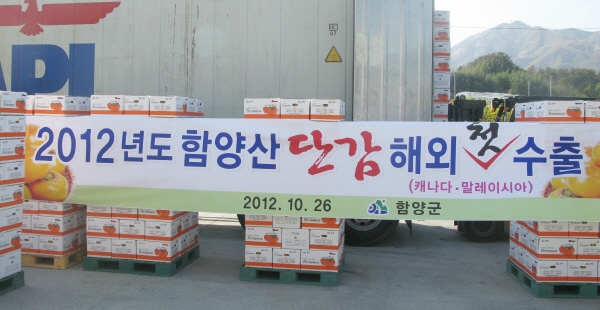 API
2012년도 함양산 단감 해외 첫 수출
(캐나다·말레이시아)
2012. 10. 26 함양군